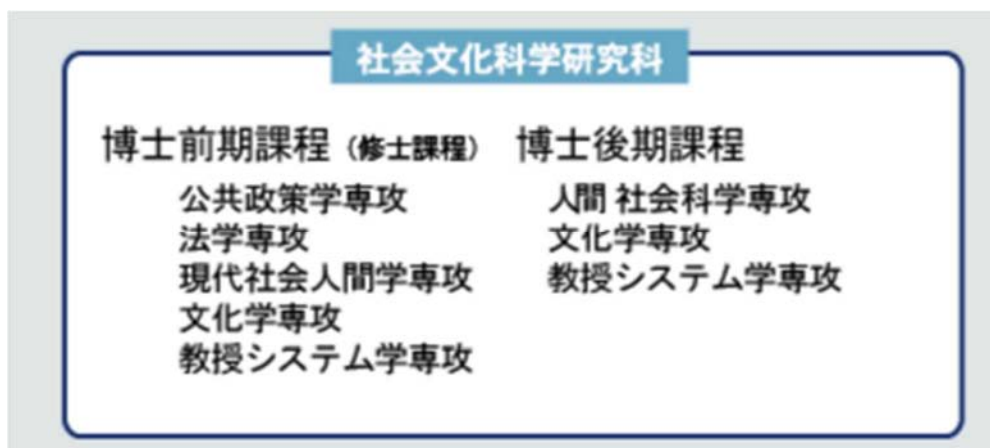 社会文化科学研究科
博士前期課程（修士課程）
公共政策学専攻
法学専攻
現代社会人間学専攻
文化学専攻
教授システム学専攻
博士後期課程
人間 社会科学専攻
文化学専攻
教授システム学専攻